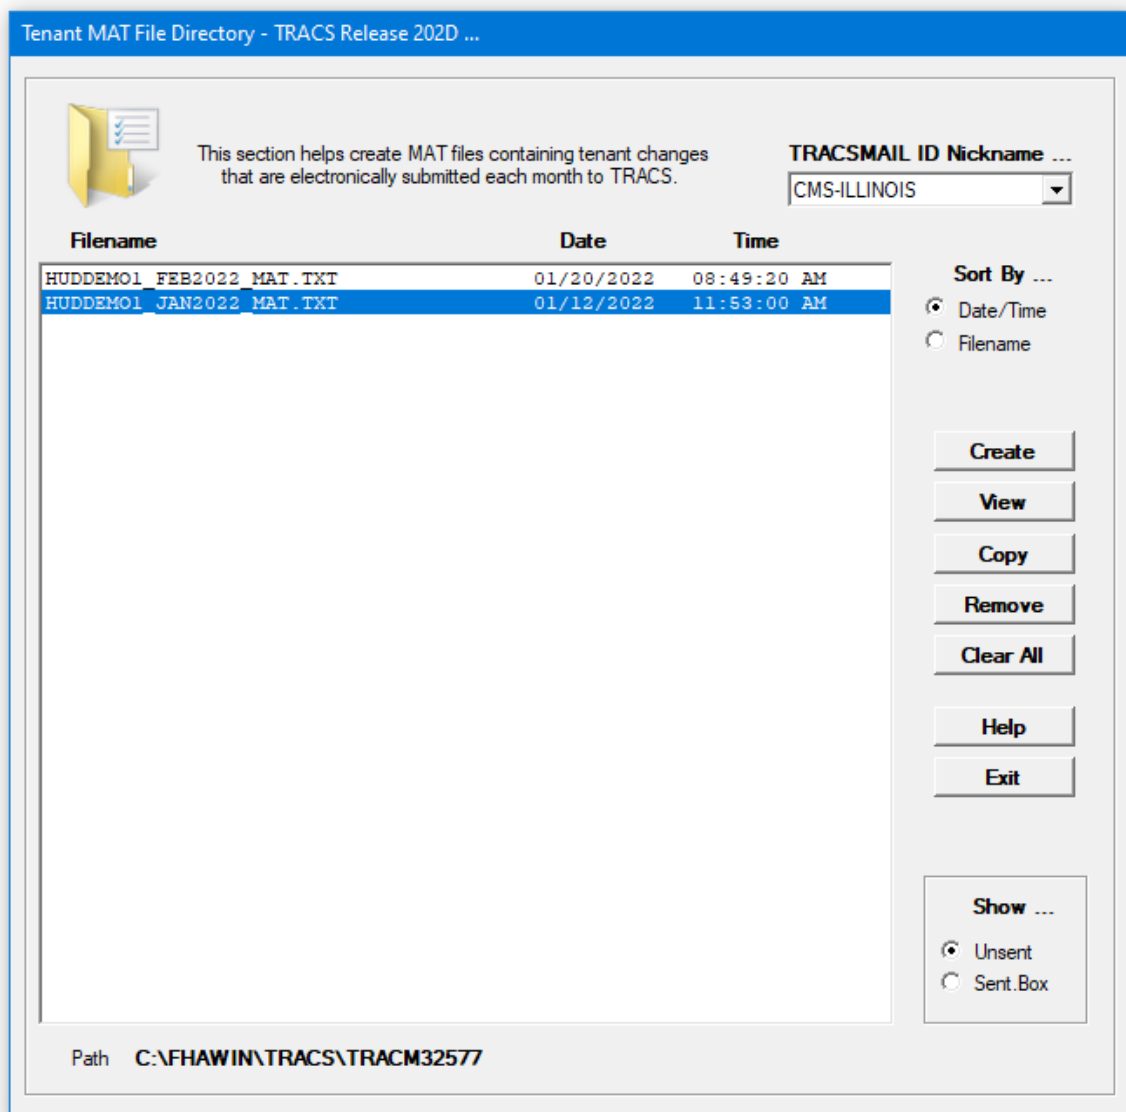 Tenant MAT File Directory - TRACS Release 202D ...
This section helps create MAT files containing tenant changes
that are electronically submitted each month to TRACS.
TRACSMAIL ID Nickname ...
CMS-ILLINOIS
Filename Date Time
HUDDEMO1_FEB2022_MAT.TXT 01/20/2022 08:49:20 AM
HUDDEMO1_JAN2022_MAT.TXT 01/12/2022 11:53:00 AM
Sort By ...
Date/Time
Filename
Create
View
Copy
Remove
Clear All
Help
Exit
Show ...
Unsent
Sent.Box
Path C:\FHAWIN\TRACS\TRACM32577